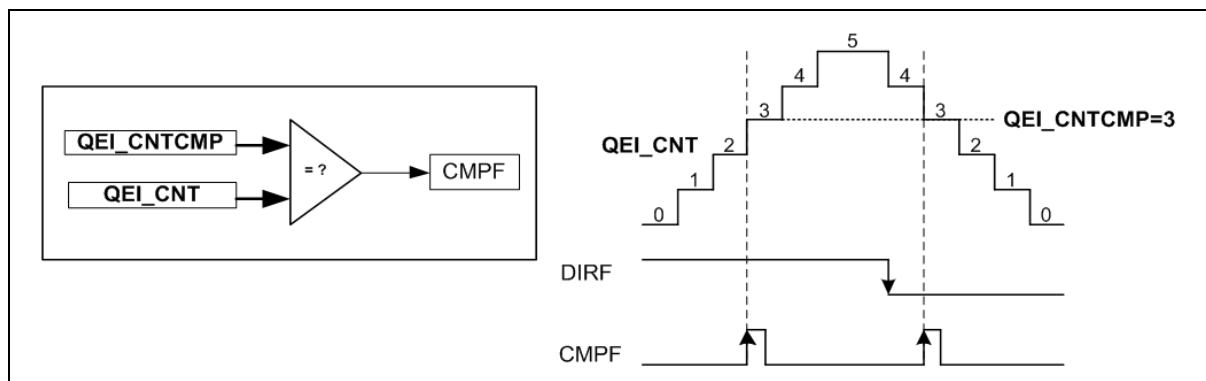 QEI_CNTCMP
QEI_CNT
= ?
CMPF
QEI_CNT
0
1
2
3
4
5
4
3
2
1
0
QEI_CNTCMP=3
DIRF
CMPF